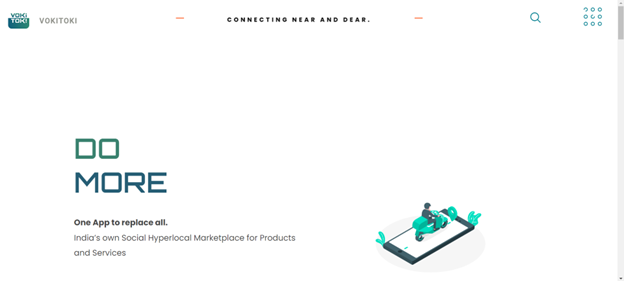 VOKI
TOKI
VOKITOKI
CONNECTING NEAR AND DEAR.
DO
MORE
One App to replace all.
India's own Social Hyperlocal Marketplace for Products
and Services